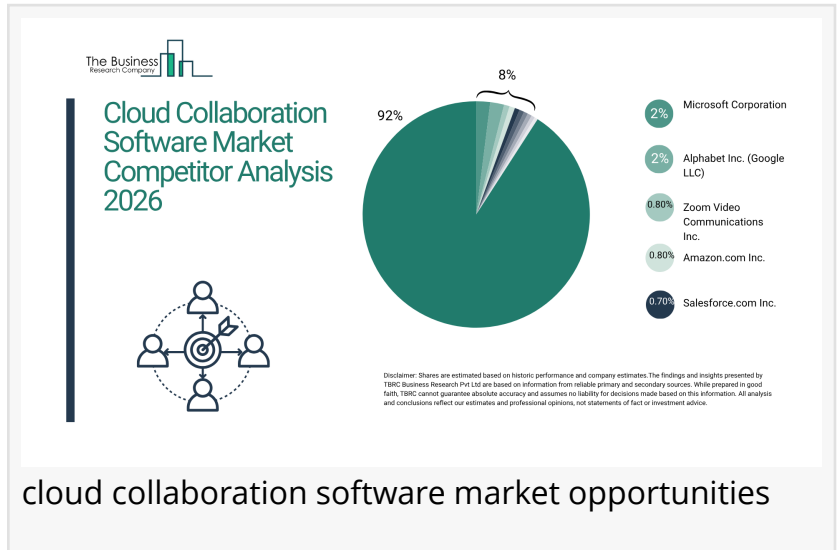 The Business
Research Company
Cloud Collaboration
Software Market
Competitor Analysis
2026
92%
8%
2%
Microsoft Corporation
2%
Alphabet Inc. (Google
LLC)
0.80%
Zoom Video
Communications
Inc.
0.80%
Amazon.com Inc.
0.70%
Salesforce.com Inc.
Disclaimer: Shares are estimated based on historic performance and company estimates.The findings and insights presented by
TBRC Business Research Pvt Ltd are based on information from reliable primary and secondary sources. While prepared in good
faith, TBRC cannot guarantee absolute accuracy and assumes no liability for decisions made based on this information. All analysis
and conclusions reflect our estimates and professional opinions, not statements of fact or investment advice.
cloud collaboration software market opportunities